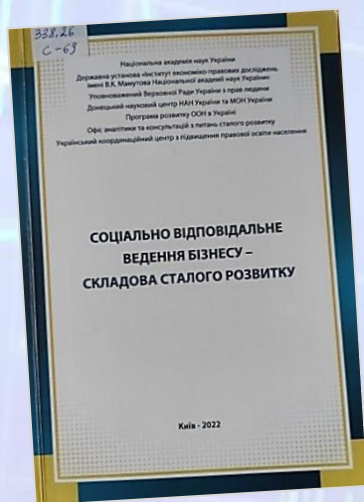 338.26
С-69
Національна академія наук України
Державна установа «Інститут економіко-правових досліджень
імені В.К. Мамутова Національної академії наук України»
Уповноважений Верховної Ради України з прав людини
Донецький науковий центр НАН України та МОН України
Програма розвитку ООН в Україні
Офіс аналітики та консультацій з питань сталого розвитку
Український координаційний центр з підвищення правової освіти населення
СОЦІАЛЬНО ВІДПОВІДАЛЬНЕ
ВЕДЕННЯ БІЗНЕСУ –
СКЛАДОВА СТАЛОГО РОЗВИТКУ
Київ - 2022